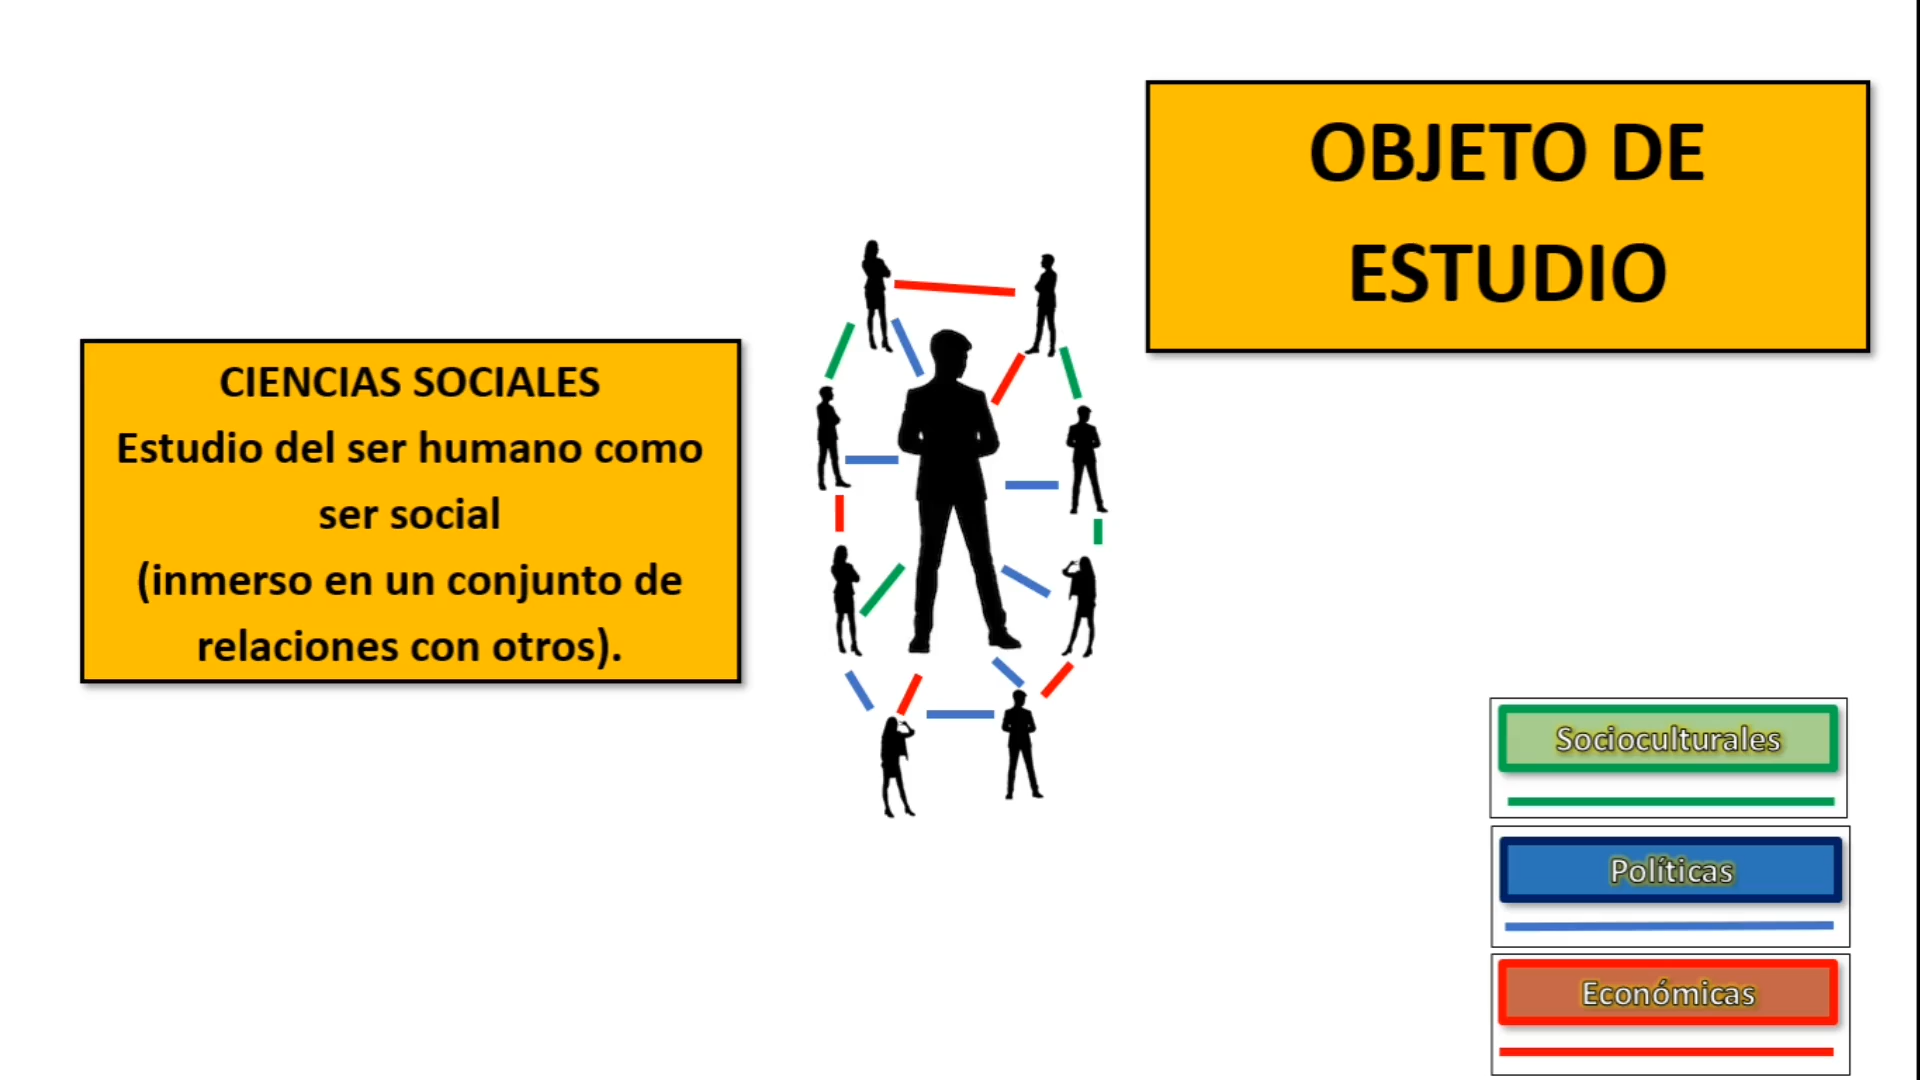 OBJETO DE
ESTUDIO
CIENCIAS SOCIALES
Estudio del ser humano como
ser social
(inmerso en un conjunto de
relaciones con otros).
Socioculturales
Políticas
Económicas